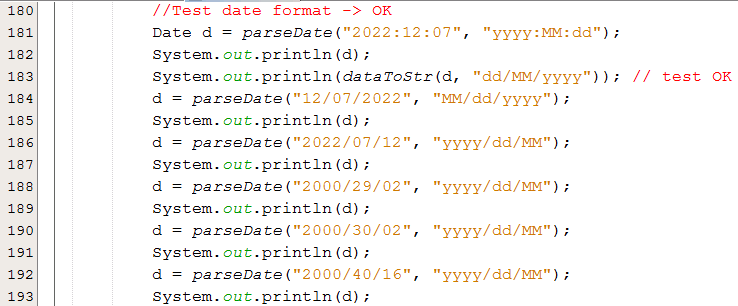 180 //Test date format -> OK
181 Date d = parseDate("2022:12:07", "yyyy:MM:dd");
182 System.out.println(d);
183 System.out.println(dataToStr(d, "dd/MM/yyyy")); // test OK
184 d = parseDate("12/07/2022", "MM/dd/yyyy");
185 System.out.println(d);
186 d = parseDate("2022/07/12", "yyyy/dd/MM");
187 System.out.println(d);
188 d = parseDate("2000/29/02", "yyyy/dd/MM");
189 System.out.println(d);
190 d = parseDate("2000/30/02", "yyyy/dd/MM");
191 System.out.println(d);
192 d = parseDate("2000/40/16", "yyyy/dd/MM");
193 System.out.println(d);